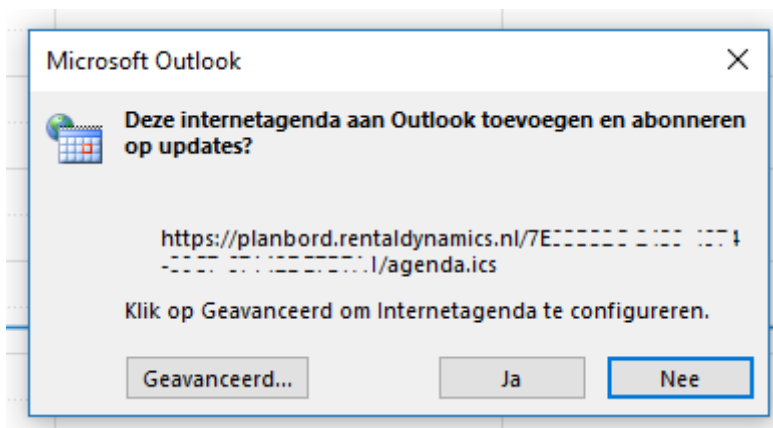 Microsoft Outlook
Deze internetagenda aan Outlook toevoegen en abonneren
op updates?
https://planbord.rentaldynamics.nl/7E
/agenda.ics
Klik op Geavanceerd om Internetagenda te configureren.
Geavanceerd... Ja Nee